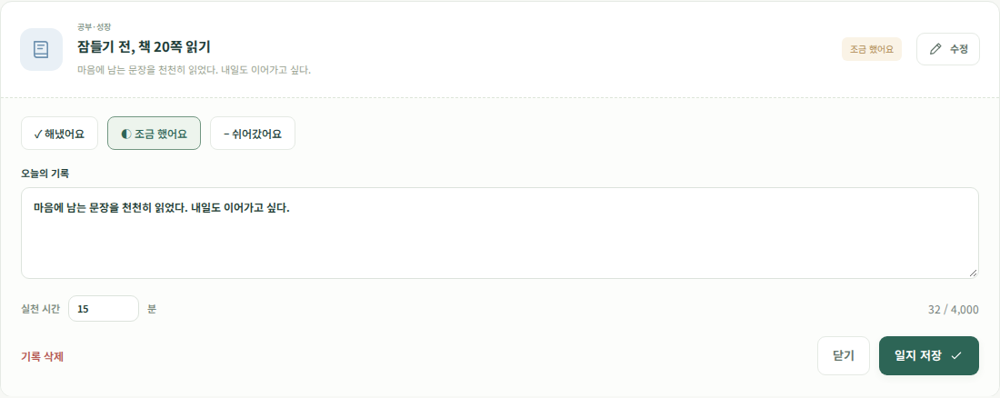 공부·성장
잠들기 전, 책 20쪽 읽기
마음에 남는 문장을 천천히 읽었다. 내일도 이어가고 싶다.
조금 했어요
수정
✓ 해냈어요
◐ 조금 했어요
– 쉬어갔어요
오늘의 기록
마음에 남는 문장을 천천히 읽었다. 내일도 이어가고 싶다.
실천 시간 15 분
32 / 4,000
기록 삭제
닫기
일지 저장 ✓